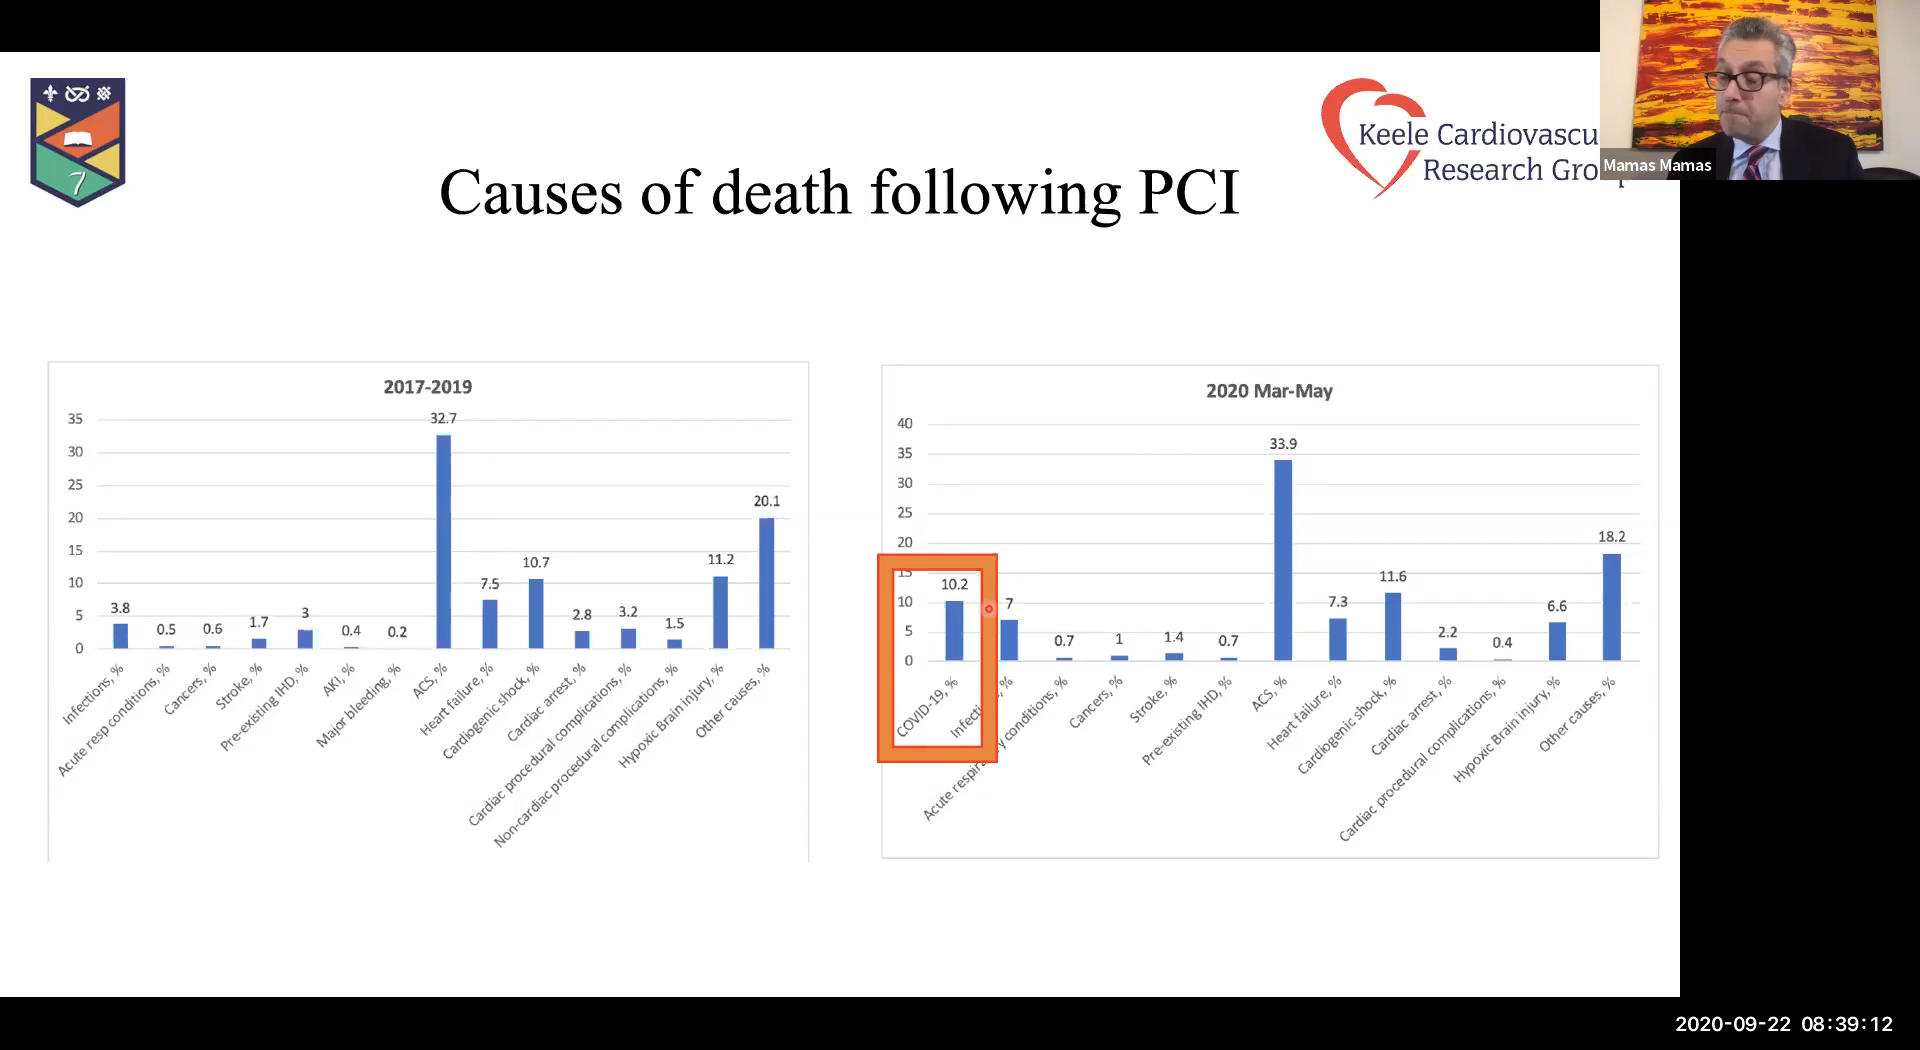 Keele Cardiovascu
Research Gro
Mamas Mamas
Causes of death following PCI
2017-2019
35
30
25
20
15
10
5
0
3.8
0.5
0.6
1.7
3
0.4
0.2
32.7
7.5
10.7
2.8
3.2
1.5
11.2
20.1
Infections, %
Acute resp conditions, %
Cancers, %
Stroke, %
Pre-existing IHD, %
AKI, %
Major bleeding, %
ACS, %
Heart failure, %
Cardiogenic shock, %
Cardiac arrest, %
Cardiac procedural complications, %
Non-cardiac procedural complications, %
Hypoxic Brain injury, %
Other causes, %
2020 Mar-May
40
35
30
25
20
15
10
5
0
10.2
7
0.7
1
1.4
0.7
33.9
7.3
11.6
2.2
0.4
6.6
18.2
COVID-19, %
Infecti , %
Acute respira y conditions, %
Cancers, %
Stroke, %
Pre-existing IHD, %
ACS, %
Heart failure, %
Cardiogenic shock, %
Cardiac arrest, %
Cardiac procedural complications, %
Hypoxic Brain injury, %
Other causes, %
2020-09-22 08:39:12